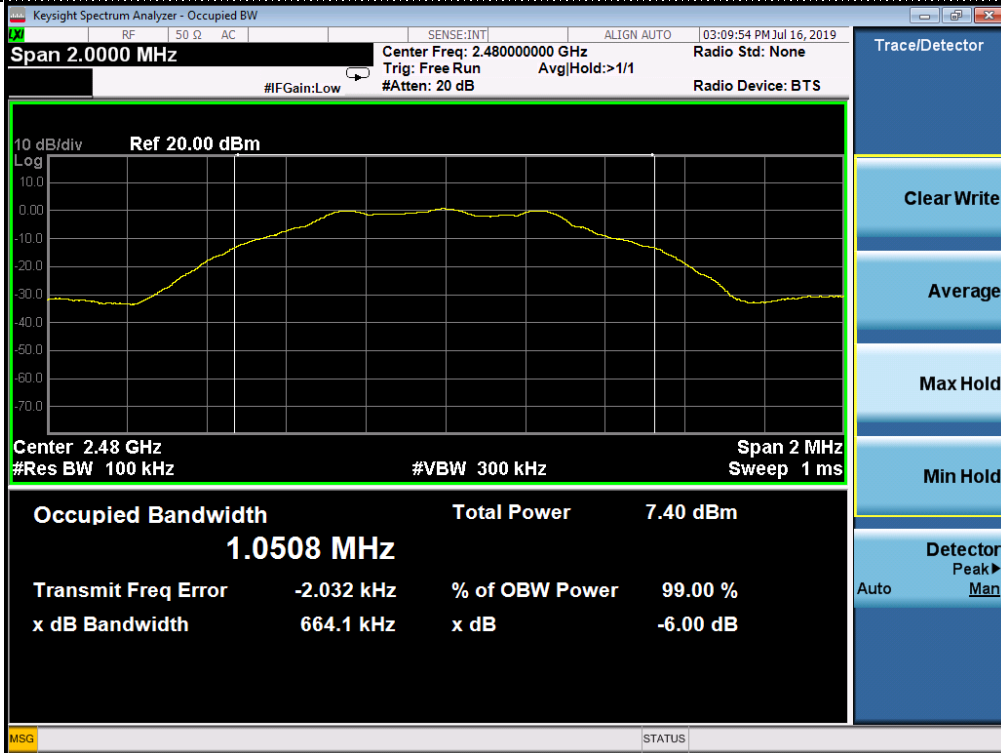 Keysight Spectrum Analyzer - Occupied BW
LXI RF 50 Ω AC SENSE:INT ALIGN AUTO 03:09:54 PM Jul 16, 2019
Span 2.0000 MHz
Center Freq: 2.480000000 GHz Radio Std: None
Trig: Free Run Avg|Hold:>1/1
#IFGain:Low #Atten: 20 dB Radio Device: BTS
10 dB/div Ref 20.00 dBm
Log
10.0
0.00
-10.0
-20.0
-30.0
-40.0
-50.0
-60.0
-70.0
Center 2.48 GHz Span 2 MHz
#Res BW 100 kHz #VBW 300 kHz Sweep 1 ms
Occupied Bandwidth Total Power 7.40 dBm
1.0508 MHz
Transmit Freq Error -2.032 kHz % of OBW Power 99.00 %
x dB Bandwidth 664.1 kHz x dB -6.00 dB
Trace/Detector
Clear Write
Average
Max Hold
Min Hold
Detector
Peak▶
Auto Man
MSG STATUS